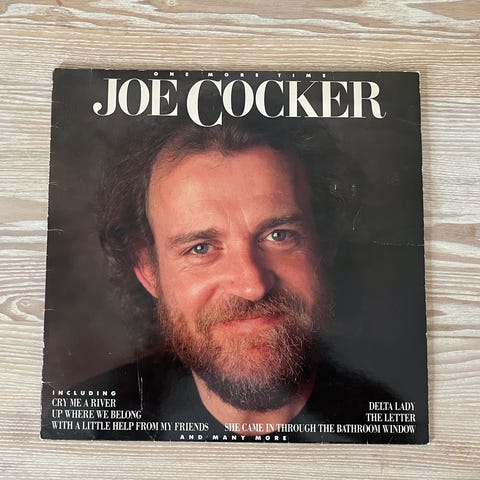 ONE MORE TIME
JOE COCKER
INCLUDING
CRY ME A RIVER
UP WHERE WE BELONG
WITH A LITTLE HELP FROM MY FRIENDS
DELTA LADY
THE LETTER
SHE CAME IN THROUGH THE BATHROOM WINDOW
AND MANY MORE